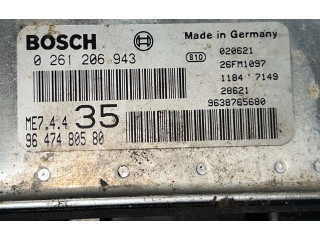 BOSCH
Made in Germany
0 261 206 943
810
020621
26FM1097
1184 7149
28621
9638765680
ME7.4.4 35
96 474 805 80